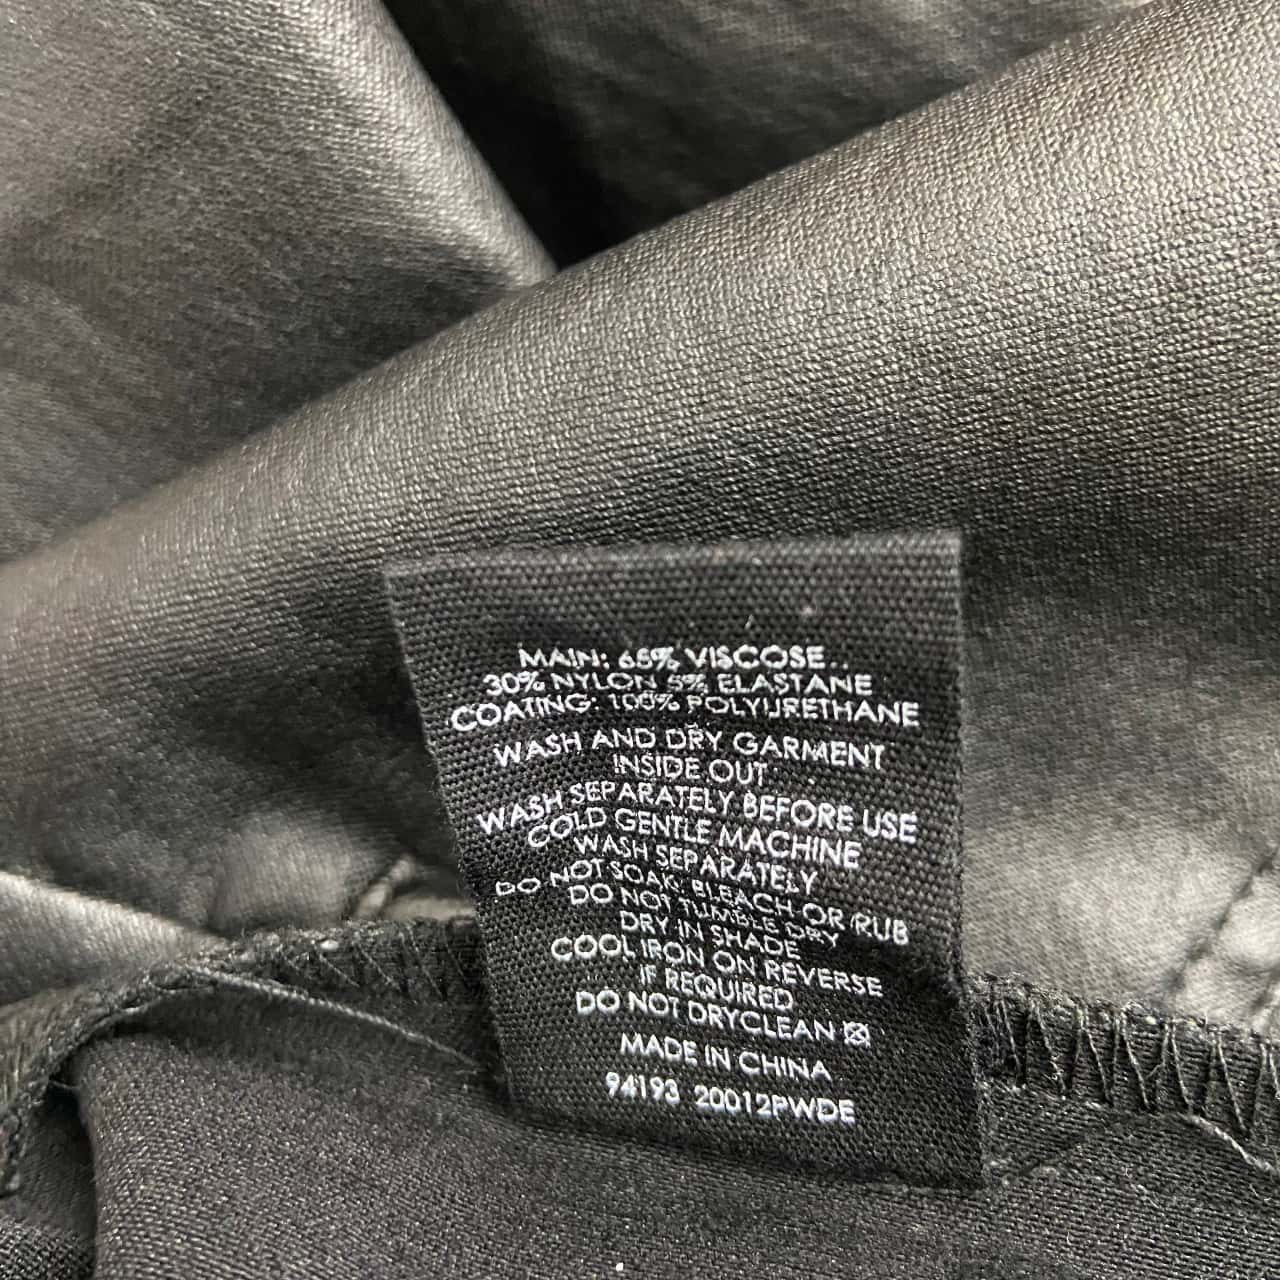 MAIN: 65% VISCOSE..
30% NYLON 5% ELASTANE
COATING: 100% POLYURETHANE
WASH AND DRY GARMENT
INSIDE OUT
WASH SEPARATELY BEFORE USE
COLD GENTLE MACHINE
WASH SEPARATELY
DO NOT SOAK, BLEACH OR RUB
DO NOT TUMBLE DRY
DRY IN SHADE
COOL IRON ON REVERSE
IF REQUIRED
DO NOT DRYCLEAN
MADE IN CHINA
94193 20012PWDE